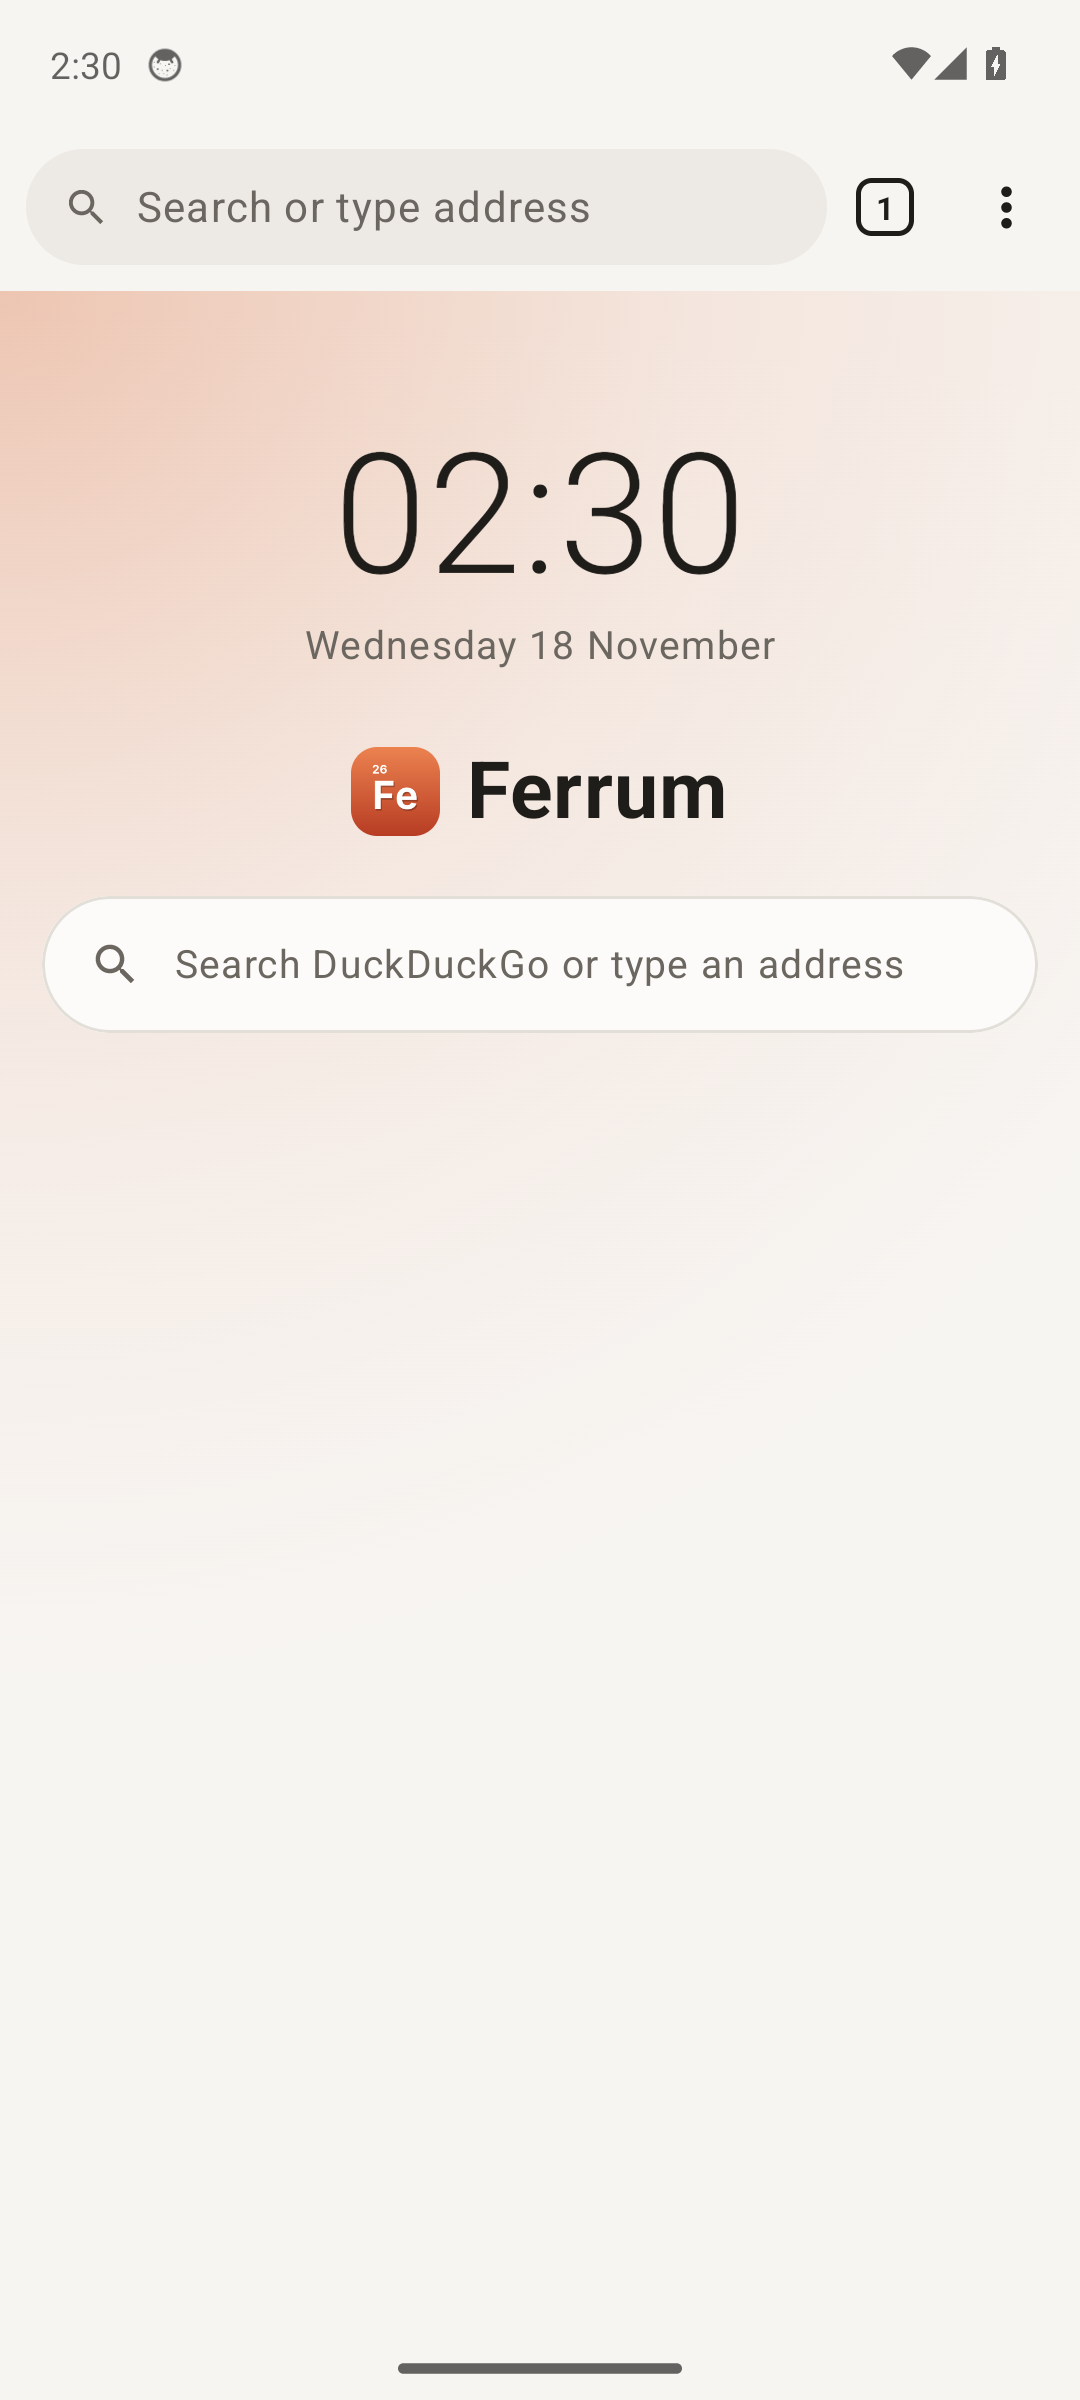 2:30
Search or type address
1
02:30
Wednesday 18 November
26
Fe
Ferrum
Search DuckDuckGo or type an address